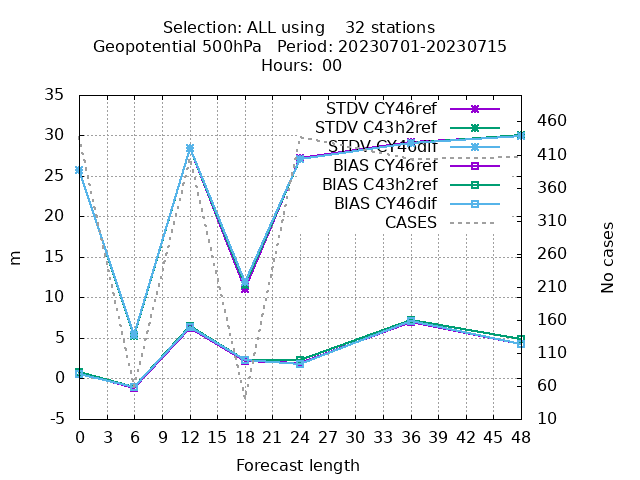 Selection: ALL using 32 stations
Geopotential 500hPa Period: 20230701-20230715
Hours: 00
35
30
25
20
15
10
5
0
-5
m
STDV CY46ref
STDV C43h2ref
STDV CY46dif
BIAS CY46ref
BIAS C43h2ref
BIAS CY46dif
CASES
460
410
360
310
260
210
160
110
60
10
No cases
0 3 6 9 12 15 18 21 24 27 30 33 36 39 42 45 48
Forecast length